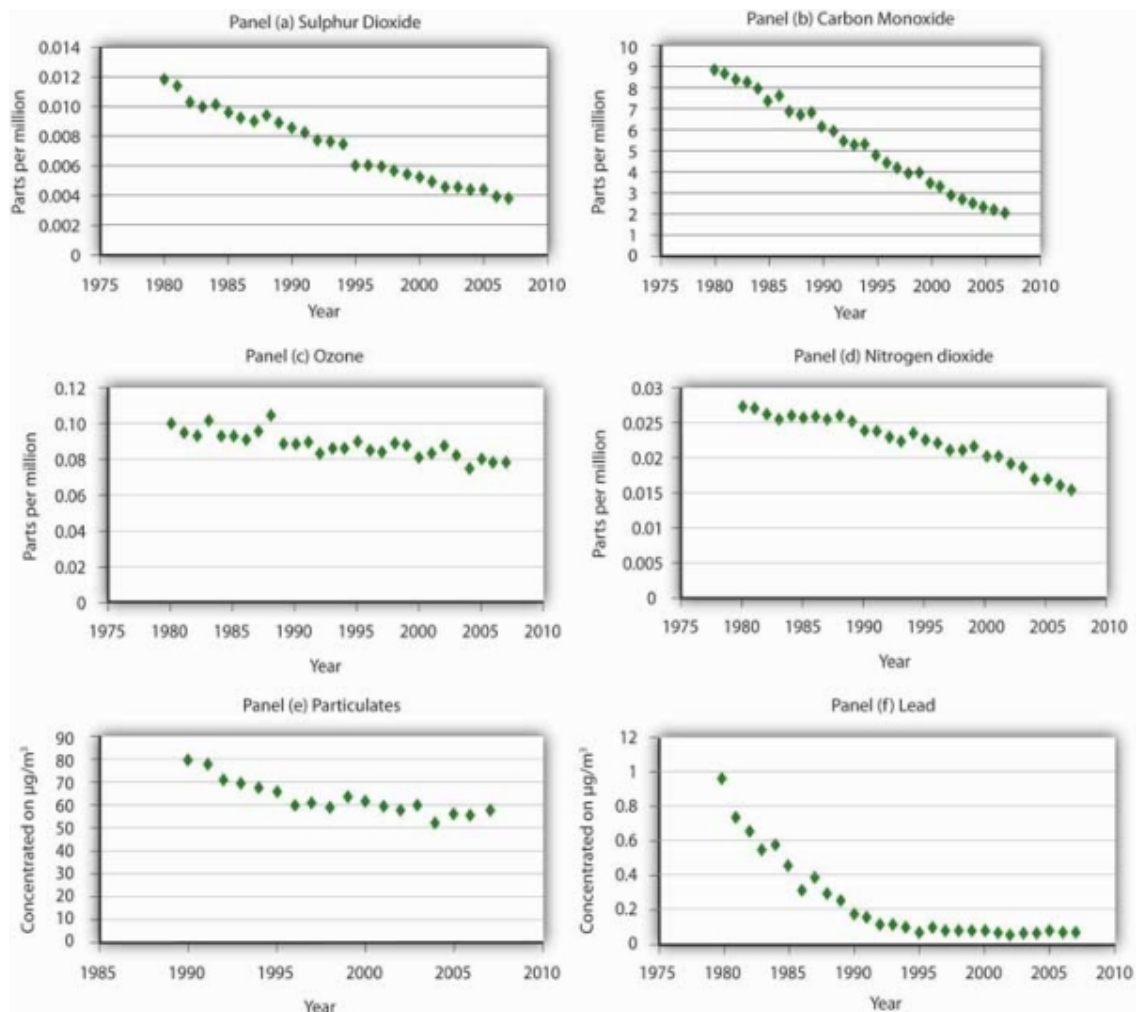 Panel (a) Sulphur Dioxide
0.014
0.012
0.010
0.008
0.006
0.004
0.002
0
Parts per million
1975 1980 1985 1990 1995 2000 2005 2010
Year
Panel (b) Carbon Monoxide
10
9
8
7
6
5
4
3
2
1
0
Parts per million
1975 1980 1985 1990 1995 2000 2005 2010
Year
Panel (c) Ozone
0.12
0.10
0.08
0.06
0.04
0.02
0
Parts per million
1975 1980 1985 1990 1995 2000 2005 2010
Year
Panel (d) Nitrogen dioxide
0.03
0.025
0.02
0.015
0.01
0.005
0
Parts per million
1975 1980 1985 1990 1995 2000 2005 2010
Year
Panel (e) Particulates
90
80
70
60
50
40
30
20
10
0
Concentrated on µg/m³
1985 1990 1995 2000 2005 2010
Year
Panel (f) Lead
12
1
0.8
0.6
0.4
0.2
0
Concentrated on µg/m³
1975 1980 1985 1990 1995 2000 2005 2010
Year